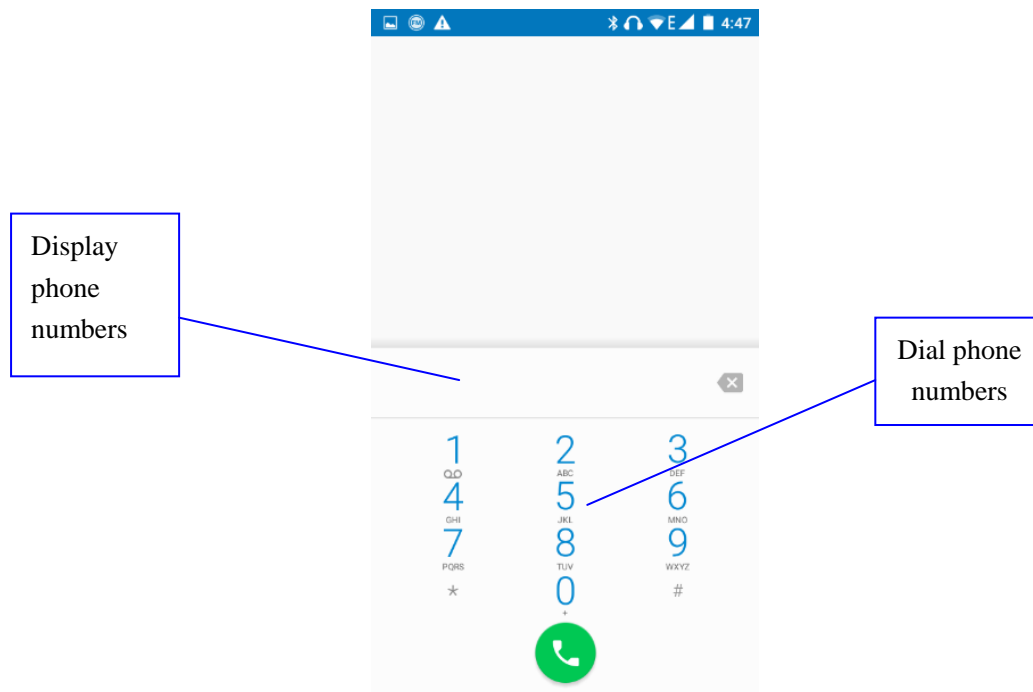 E 4:47
Display
phone
numbers
Dial phone
numbers
1 2 3
ABC DEF
4 5 6
GHI JKL MNO
7 8 9
PQRS TUV WXYZ
* 0 #
+